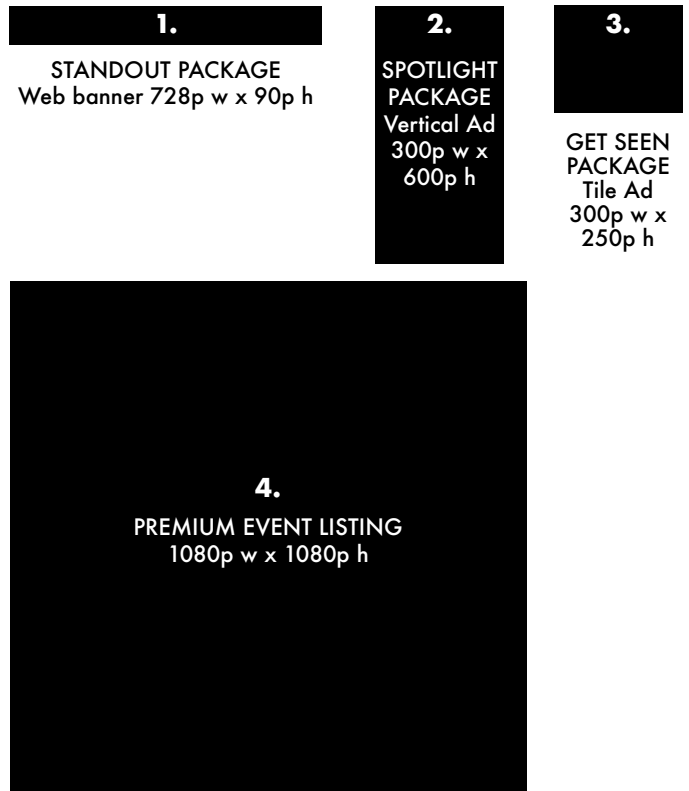 1.
STANDOUT PACKAGE
Web banner 728p w x 90p h
2.
SPOTLIGHT
PACKAGE
Vertical Ad
300p w x
600p h
3.
GET SEEN
PACKAGE
Tile Ad
300p w x
250p h
4.
PREMIUM EVENT LISTING
1080p w x 1080p h